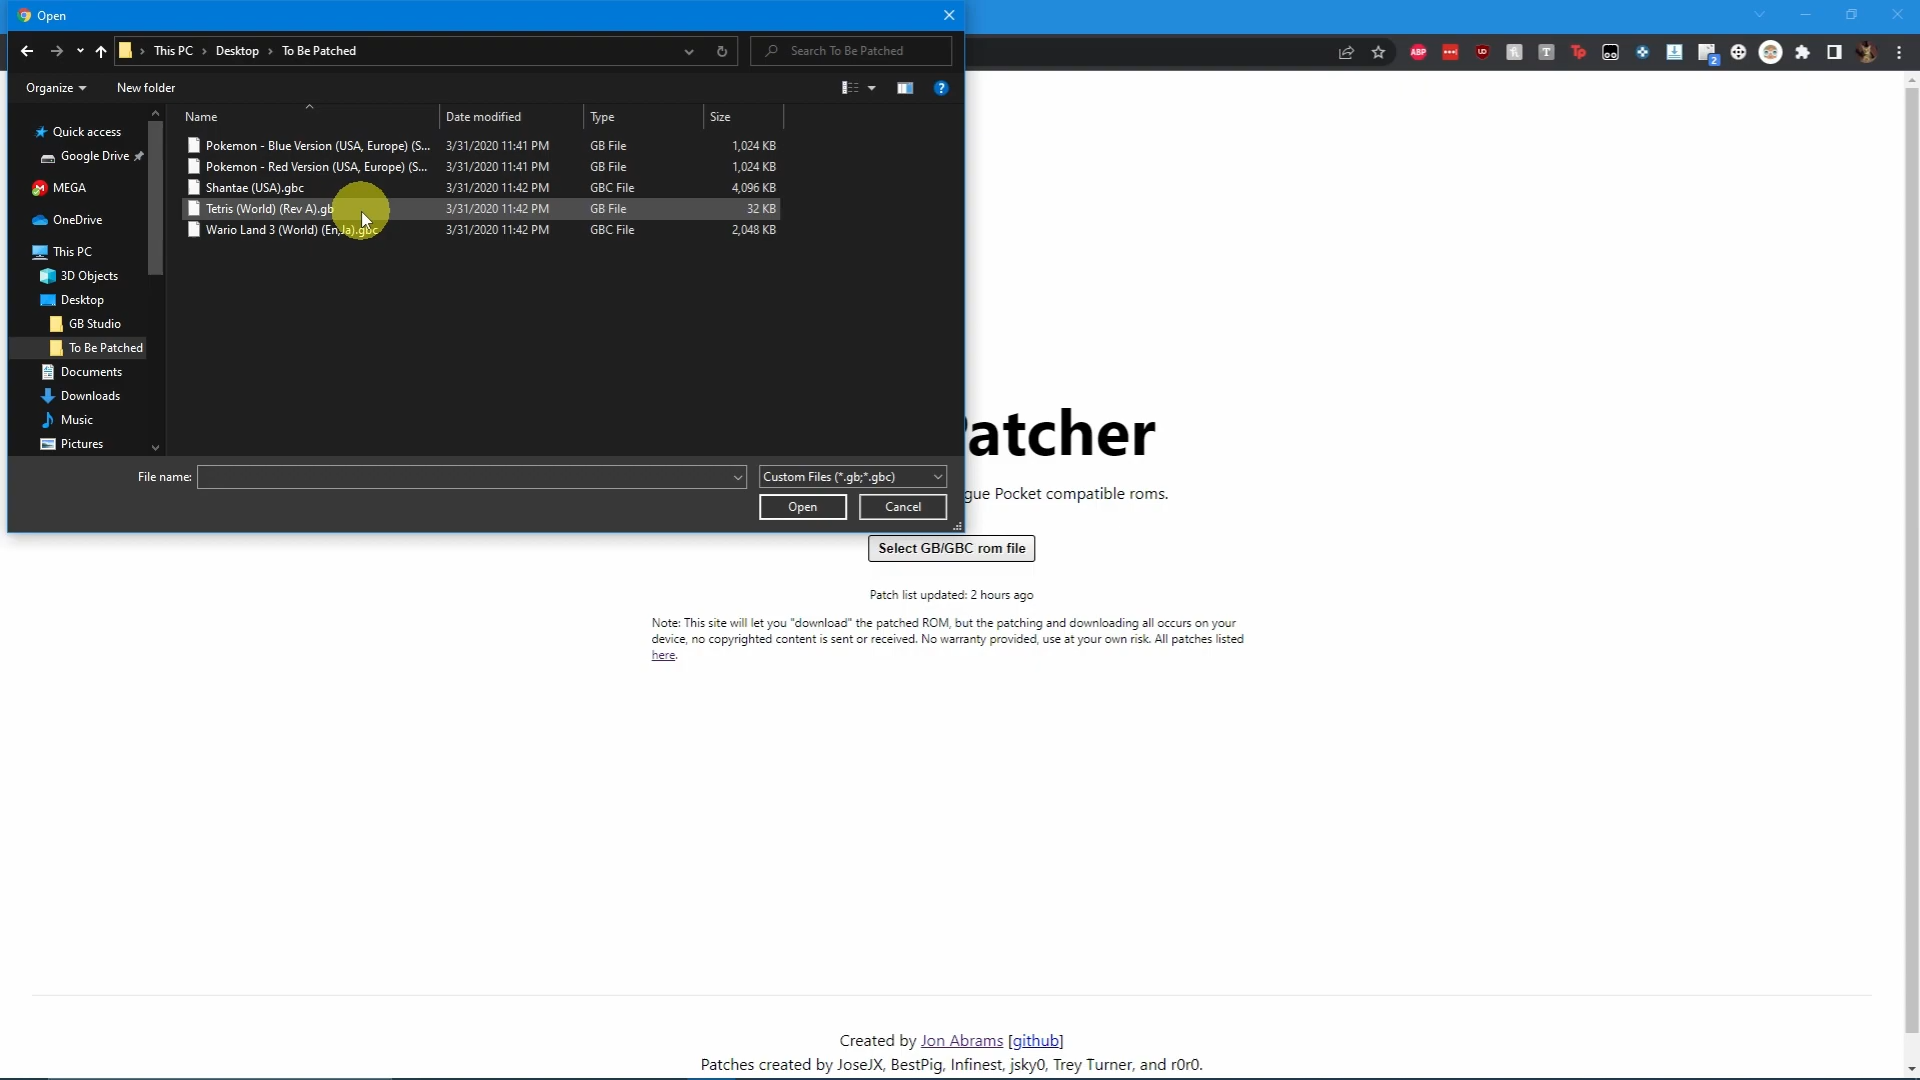 Open
This PC > Desktop > To Be Patched
Search To Be Patched
Organize
New folder
Name Date modified Type Size
Pokemon - Blue Version (USA, Europe) (S... 3/31/2020 11:41 PM GB File 1,024 KB
Pokemon - Red Version (USA, Europe) (S... 3/31/2020 11:41 PM GB File 1,024 KB
Shantae (USA).gbc 3/31/2020 11:42 PM GBC File 4,096 KB
Tetris (World) (Rev A).gb 3/31/2020 11:42 PM GB File 32 KB
Wario Land 3 (World) (En,Ja).gbc 3/31/2020 11:42 PM GBC File 2,048 KB
Quick access
Google Drive
MEGA
OneDrive
This PC
3D Objects
Desktop
GB Studio
To Be Patched
Documents
Downloads
Music
Pictures
File name:
Custom Files (*.gb;*.gbc)
Open
Cancel
ABP
UD
T
Tp
2
atcher
gue Pocket compatible roms.
Select GB/GBC rom file
Patch list updated: 2 hours ago
Note: This site will let you "download" the patched ROM, but the patching and downloading all occurs on your
device, no copyrighted content is sent or received. No warranty provided, use at your own risk. All patches listed
here.
Created by Jon Abrams [github]
Patches created by JoseJX, BestPig, Infinest, jsky0, Trey Turner, and r0r0.